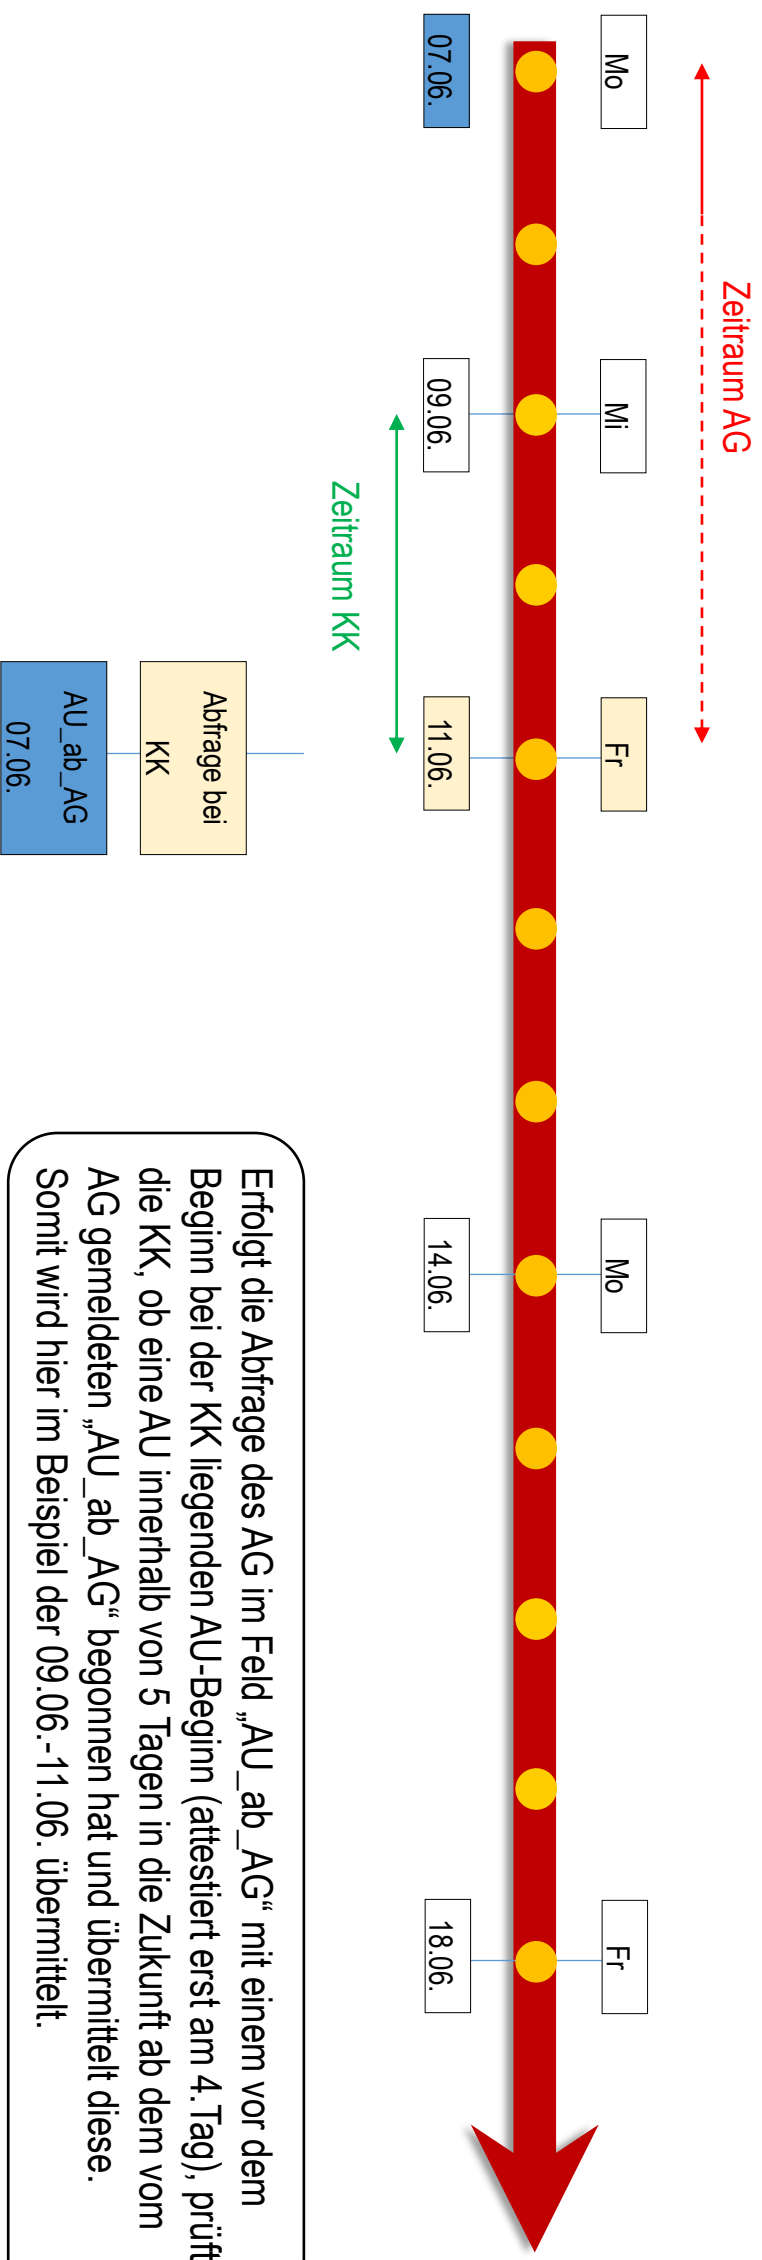 Zeitraum AG
Mo
Mi
Fr
Mo
Fr
07.06.
09.06.
11.06.
14.06.
18.06.
Zeitraum KK
Abfrage bei
KK
AU_ab_AG
07.06.
Erfolgt die Abfrage des AG im Feld „AU_ab_AG“ mit einem vor dem
Beginn bei der KK liegenden AU-Beginn (attestiert erst am 4.Tag), prüft
die KK, ob eine AU innerhalb von 5 Tagen in die Zukunft ab dem vom
AG gemeldeten „AU_ab_AG“ begonnen hat und übermittelt diese.
Somit wird hier im Beispiel der 09.06.-11.06. übermittelt.